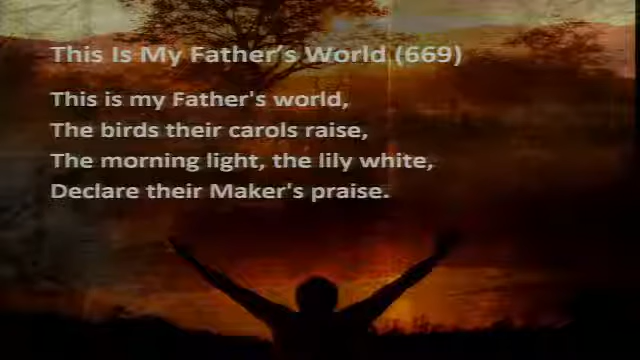 This Is My Father's World (669)
This is my Father's world,
The birds their carols raise,
The morning light, the lily white,
Declare their Maker's praise.